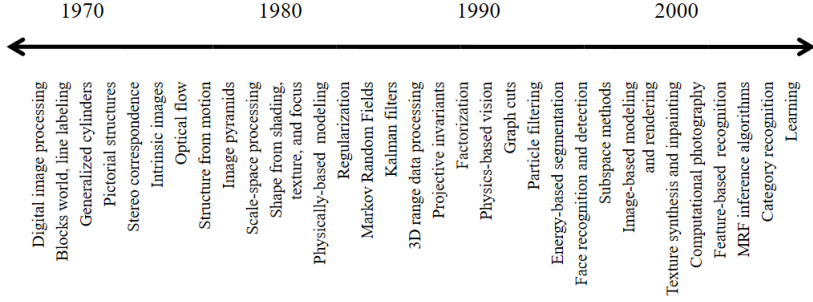 1970
1980
1990
2000
Digital image processing
Blocks world, line labeling
Generalized cylinders
Pictorial structures
Stereo correspondence
Intrinsic images
Optical flow
Structure from motion
Image pyramids
Scale-space processing
Shape from shading,
texture, and focus
Physically-based modeling
Regularization
Markov Random Fields
Kalman filters
3D range data processing
Projective invariants
Factorization
Physics-based vision
Graph cuts
Particle filtering
Energy-based segmentation
Face recognition and detection
Subspace methods
Image-based modeling
and rendering
Texture synthesis and inpainting
Computational photography
Feature-based recognition
MRF inference algorithms
Category recognition
Learning